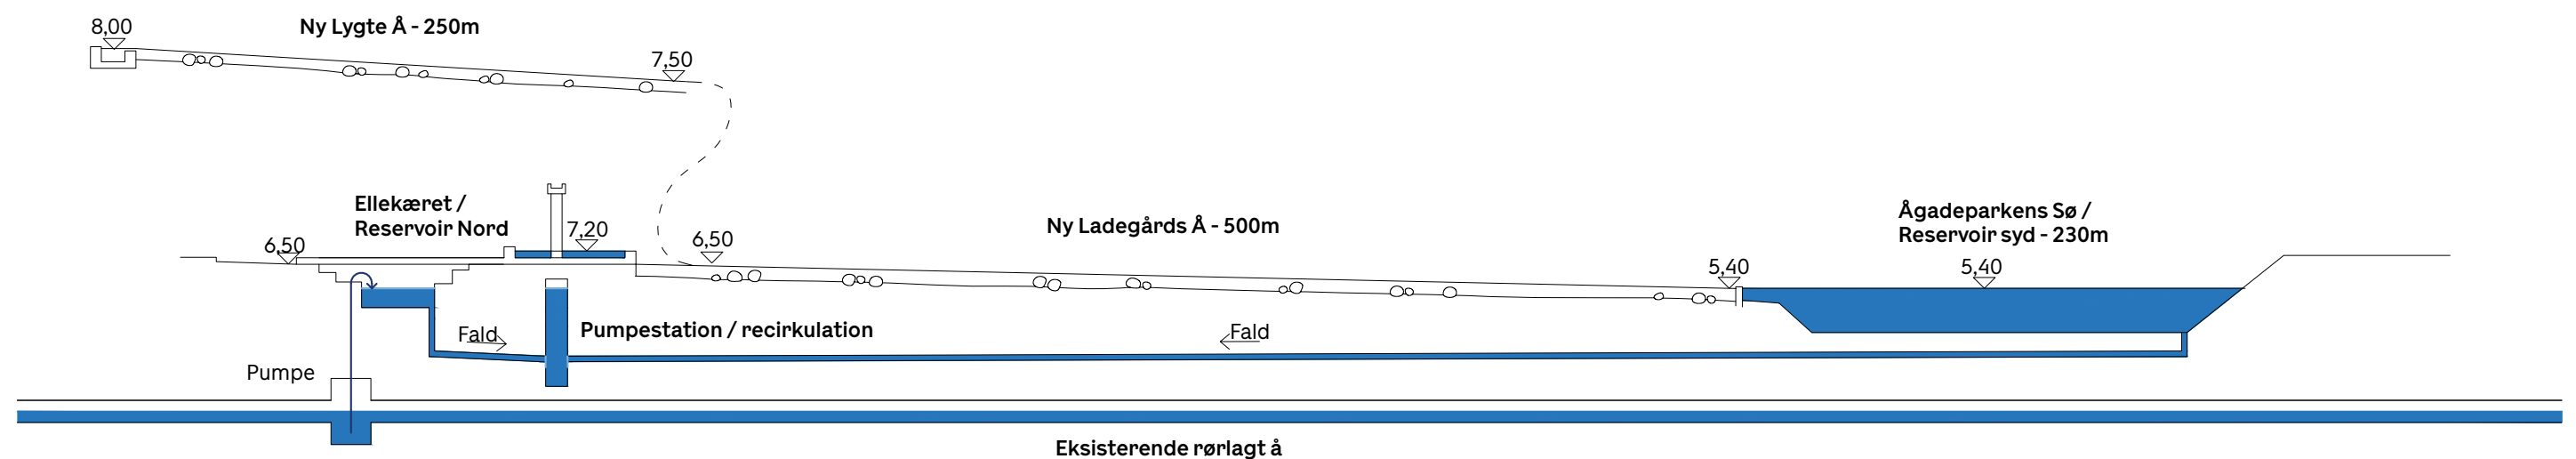 8,00
Ny Lygte Å - 250m
7,50
Ellekæret /
Reservoir Nord
6,50
7,20
6,50
Ny Ladegårds Å - 500m
5,40
Ågadeparkens Sø /
Reservoir syd - 230m
5,40
Fald
Pumpestation / recirkulation
Fald
Pumpe
Eksisterende rørlagt å